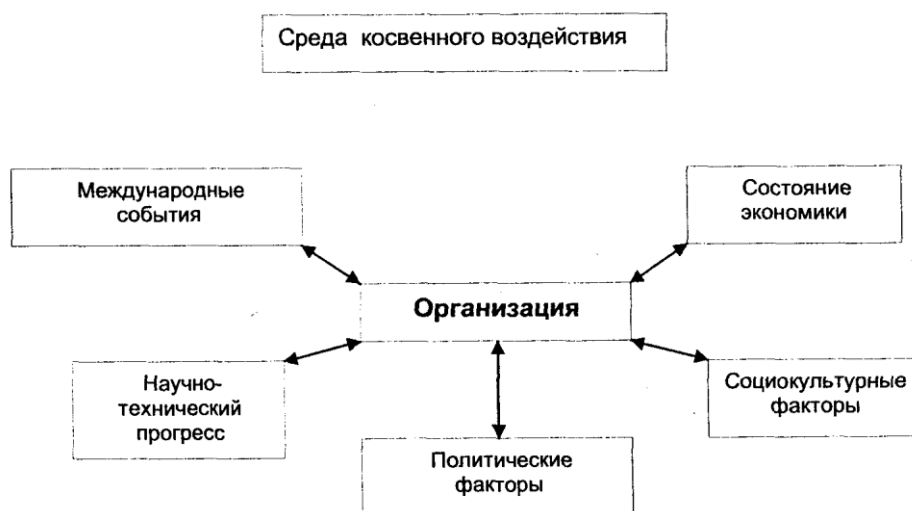 Среда косвенного воздействия
Международные
события
Состояние
экономики
Организация
Научно-
технический
прогресс
Социокультурные
факторы
Политические
факторы